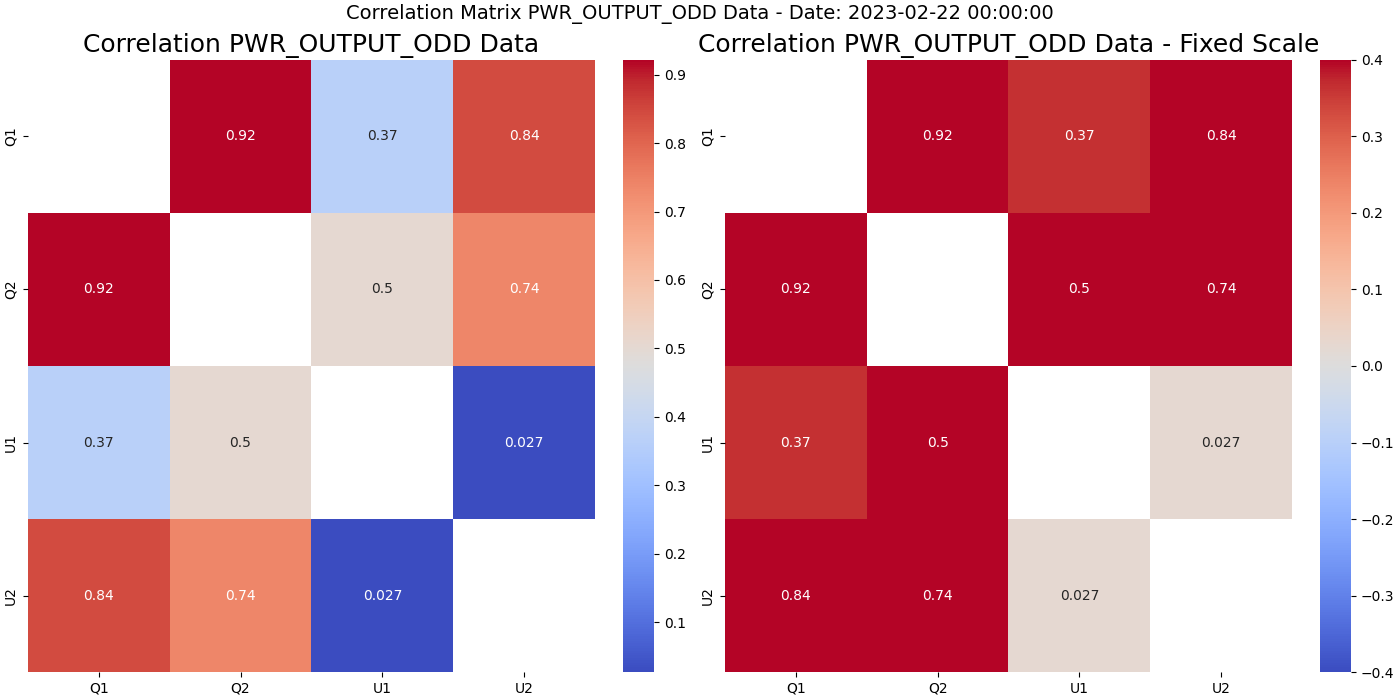 Correlation Matrix PWR_OUTPUT_ODD Data - Date: 2023-02-22 00:00:00
Correlation PWR_OUTPUT_ODD Data
Q1
0.92
0.37
0.84
Q2
0.92
0.5
0.74
U1
0.37
0.5
0.027
U2
0.84
0.74
0.027
Q1
Q2
U1
U2
0.9
0.8
0.7
0.6
0.5
0.4
0.3
0.2
0.1
Correlation PWR_OUTPUT_ODD Data - Fixed Scale
Q1
0.92
0.37
0.84
Q2
0.92
0.5
0.74
U1
0.37
0.5
0.027
U2
0.84
0.74
0.027
Q1
Q2
U1
U2
0.4
0.3
0.2
0.1
0.0
−0.1
−0.2
−0.3
−0.4